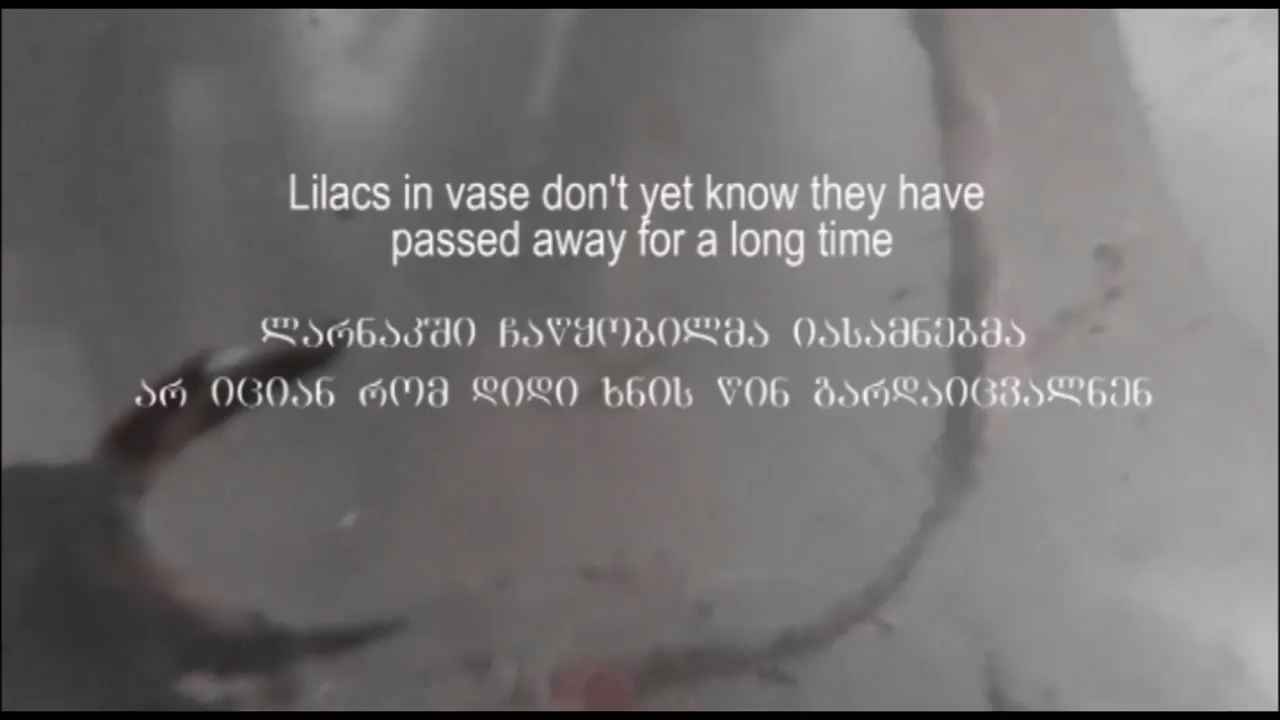 Lilacs in vase don't yet know they have
passed away for a long time
ლარნაკში ჩაწყობილმა იასამნებმა
არ იციან რომ დიდი ხნის წინ გარდაიცვალნენ